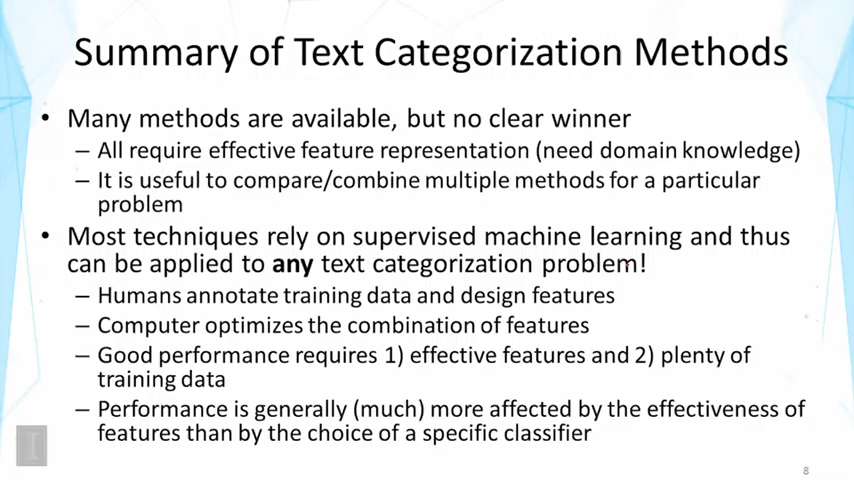 Summary of Text Categorization Methods
• Many methods are available, but no clear winner
– All require effective feature representation (need domain knowledge)
– It is useful to compare/combine multiple methods for a particular
problem
• Most techniques rely on supervised machine learning and thus
can be applied to any text categorization problem!
– Humans annotate training data and design features
– Computer optimizes the combination of features
– Good performance requires 1) effective features and 2) plenty of
training data
– Performance is generally (much) more affected by the effectiveness of
features than by the choice of a specific classifier
I
8